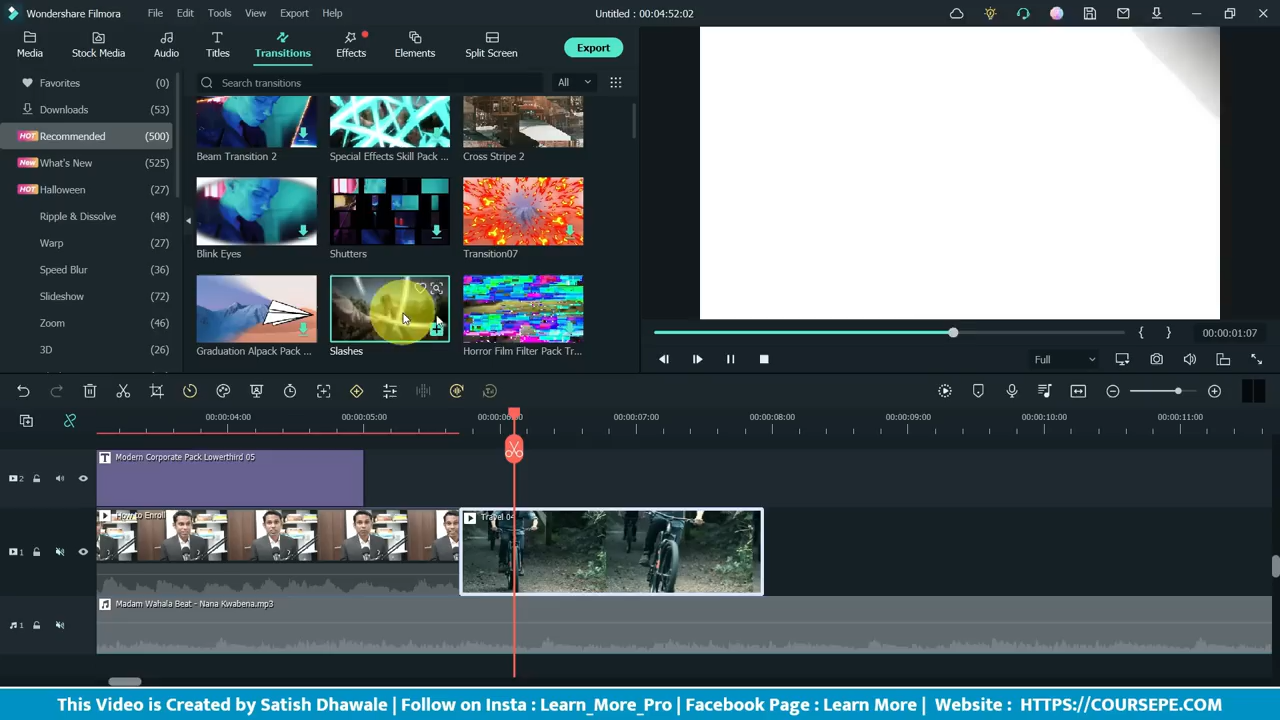 Wondershare Filmora
File
Edit
Tools
View
Export
Help
Untitled : 00:04:52:02
Media
Stock Media
Audio
Titles
Transitions
Effects
Elements
Split Screen
Export
Favorites (0)
Search transitions
All
Downloads (53)
HOT Recommended (500)
New What's New (525)
HOT Halloween (27)
Ripple & Dissolve (48)
Warp (27)
Speed Blur (36)
Slideshow (72)
Zoom (46)
3D (26)
Beam Transition 2
Special Effects Skill Pack ...
Cross Stripe 2
Blink Eyes
Shutters
Transition07
Graduation Alpack Pack ...
Slashes
Horror Film Filter Pack Tr...
00:00:01:07
Full
00:00:04:00
00:00:05:00
00:00:07:00
00:00:08:00
00:00:09:00
00:00:10:00
00:00:11:00
2
T Modern Corporate Pack Lowerthird 05
1
How to Enroll
Travel 04
1
Madam Wahala Beat - Nana Kwabena.mp3
This Video is Created by Satish Dhawale | Follow on Insta : Learn_More_Pro | Facebook Page : Learn More | Website : HTTPS://COURSEPE.COM